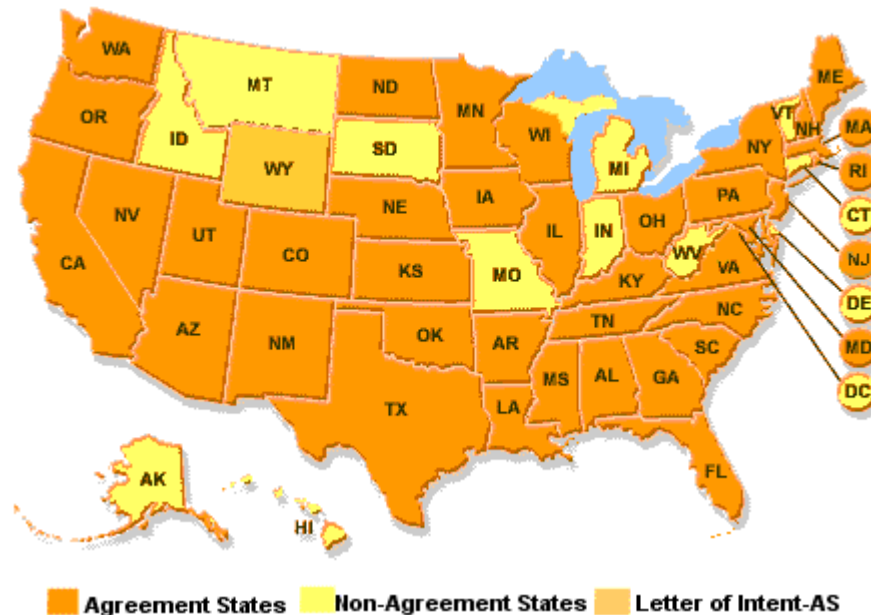 WA
MT
ND
MN
ME
OR
ID
WY
SD
WI
MI
VT
NH
NY
MA
RI
CT
NJ
DE
MD
DC
NV
UT
CO
NE
IA
IL
IN
OH
PA
WV
VA
CA
KS
MO
KY
AZ
NM
OK
AR
TN
NC
SC
TX
LA
MS
AL
GA
FL
AK
HI
Agreement States Non-Agreement States Letter of Intent-AS